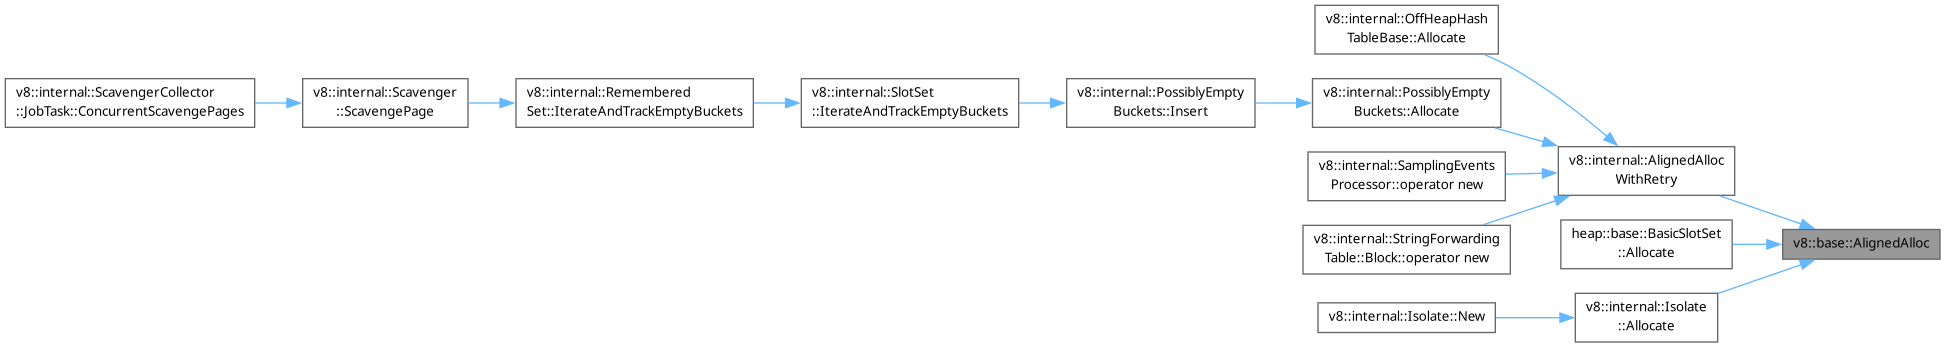 v8::internal::OffHeapHash
TableBase::Allocate
v8::internal::ScavengerCollector
::JobTask::ConcurrentScavengePages
v8::internal::Scavenger
::ScavengePage
v8::internal::Remembered
Set::IterateAndTrackEmptyBuckets
v8::internal::SlotSet
::IterateAndTrackEmptyBuckets
v8::internal::PossiblyEmpty
Buckets::Insert
v8::internal::PossiblyEmpty
Buckets::Allocate
v8::internal::SamplingEvents
Processor::operator new
v8::internal::AlignedAlloc
WithRetry
v8::internal::StringForwarding
Table::Block::operator new
heap::base::BasicSlotSet
::Allocate
v8::base::AlignedAlloc
v8::internal::Isolate::New
v8::internal::Isolate
::Allocate